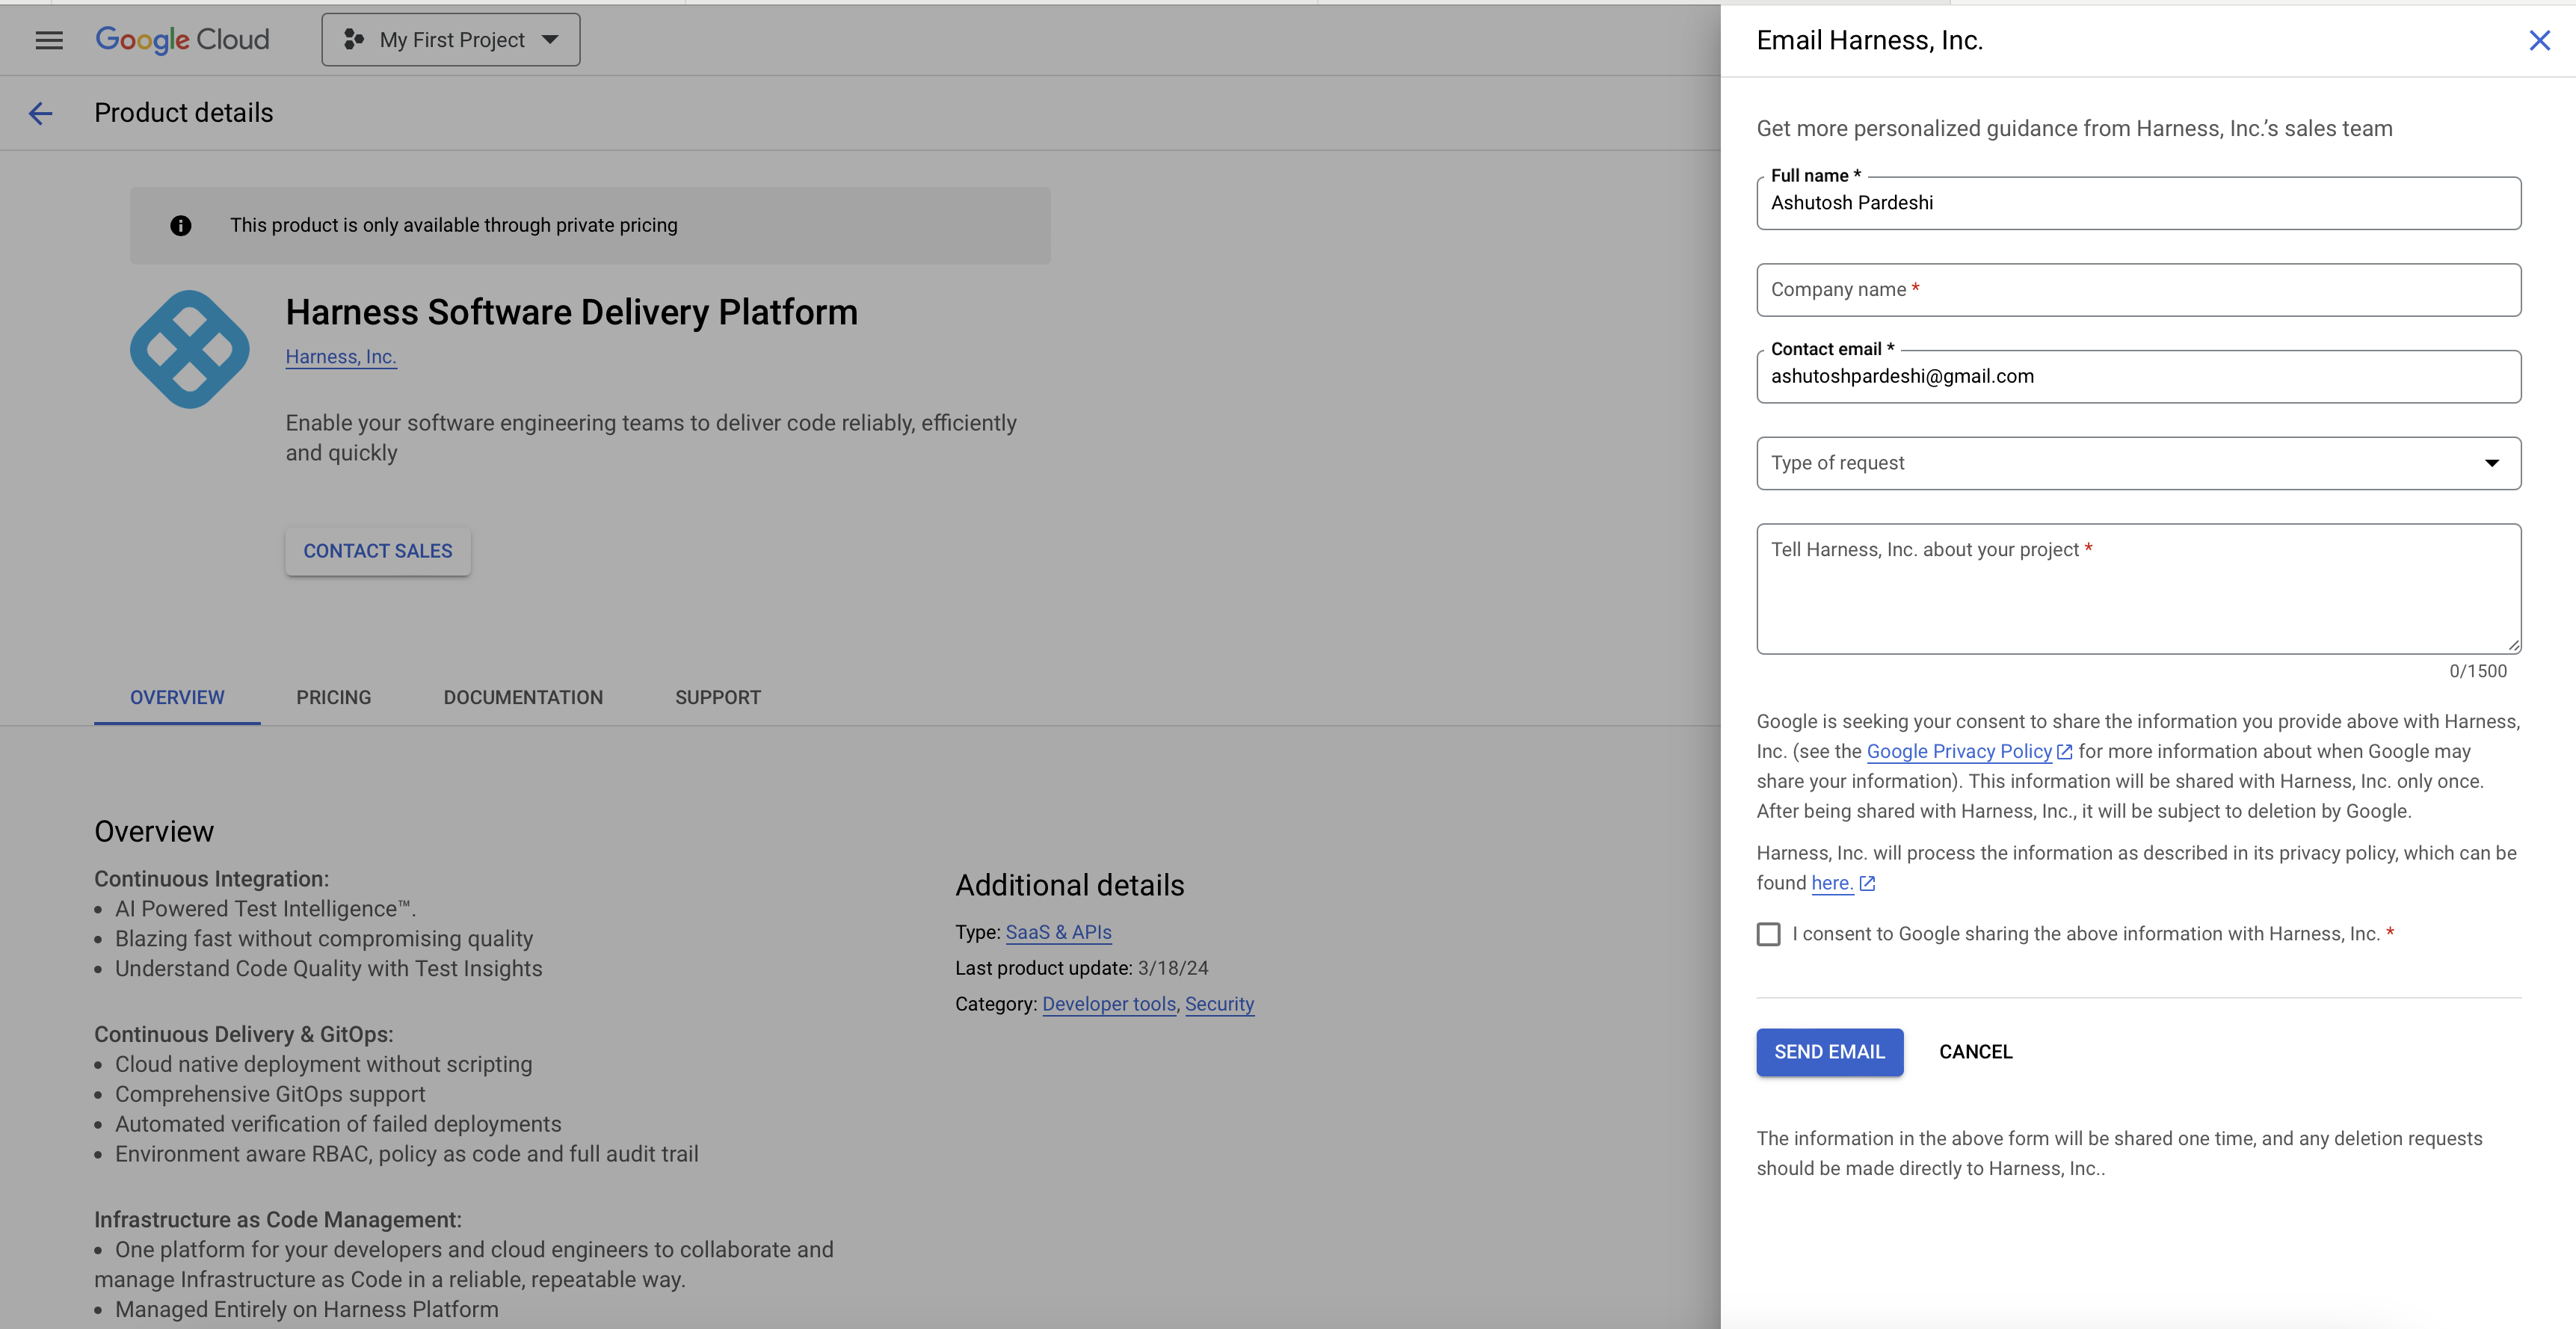 Google Cloud
My First Project
Product details
This product is only available through private pricing
Harness Software Delivery Platform
Harness, Inc.
Enable your software engineering teams to deliver code reliably, efficiently
and quickly
CONTACT SALES
OVERVIEW
PRICING
DOCUMENTATION
SUPPORT
Overview
Continuous Integration:
• AI Powered Test Intelligence™.
• Blazing fast without compromising quality
• Understand Code Quality with Test Insights
Continuous Delivery & GitOps:
• Cloud native deployment without scripting
• Comprehensive GitOps support
• Automated verification of failed deployments
• Environment aware RBAC, policy as code and full audit trail
Infrastructure as Code Management:
• One platform for your developers and cloud engineers to collaborate and
manage Infrastructure as Code in a reliable, repeatable way.
• Managed Entirely on Harness Platform
Additional details
Type: SaaS & APIs
Last product update: 3/18/24
Category: Developer tools, Security
Email Harness, Inc.
Get more personalized guidance from Harness, Inc.’s sales team
Full name *
Ashutosh Pardeshi
Company name *
Contact email *
ashutoshpardeshi@gmail.com
Type of request
Tell Harness, Inc. about your project *
0/1500
Google is seeking your consent to share the information you provide above with Harness,
Inc. (see the Google Privacy Policy for more information about when Google may
share your information). This information will be shared with Harness, Inc. only once.
After being shared with Harness, Inc., it will be subject to deletion by Google.
Harness, Inc. will process the information as described in its privacy policy, which can be
found here.
I consent to Google sharing the above information with Harness, Inc. *
SEND EMAIL
CANCEL
The information in the above form will be shared one time, and any deletion requests
should be made directly to Harness, Inc..